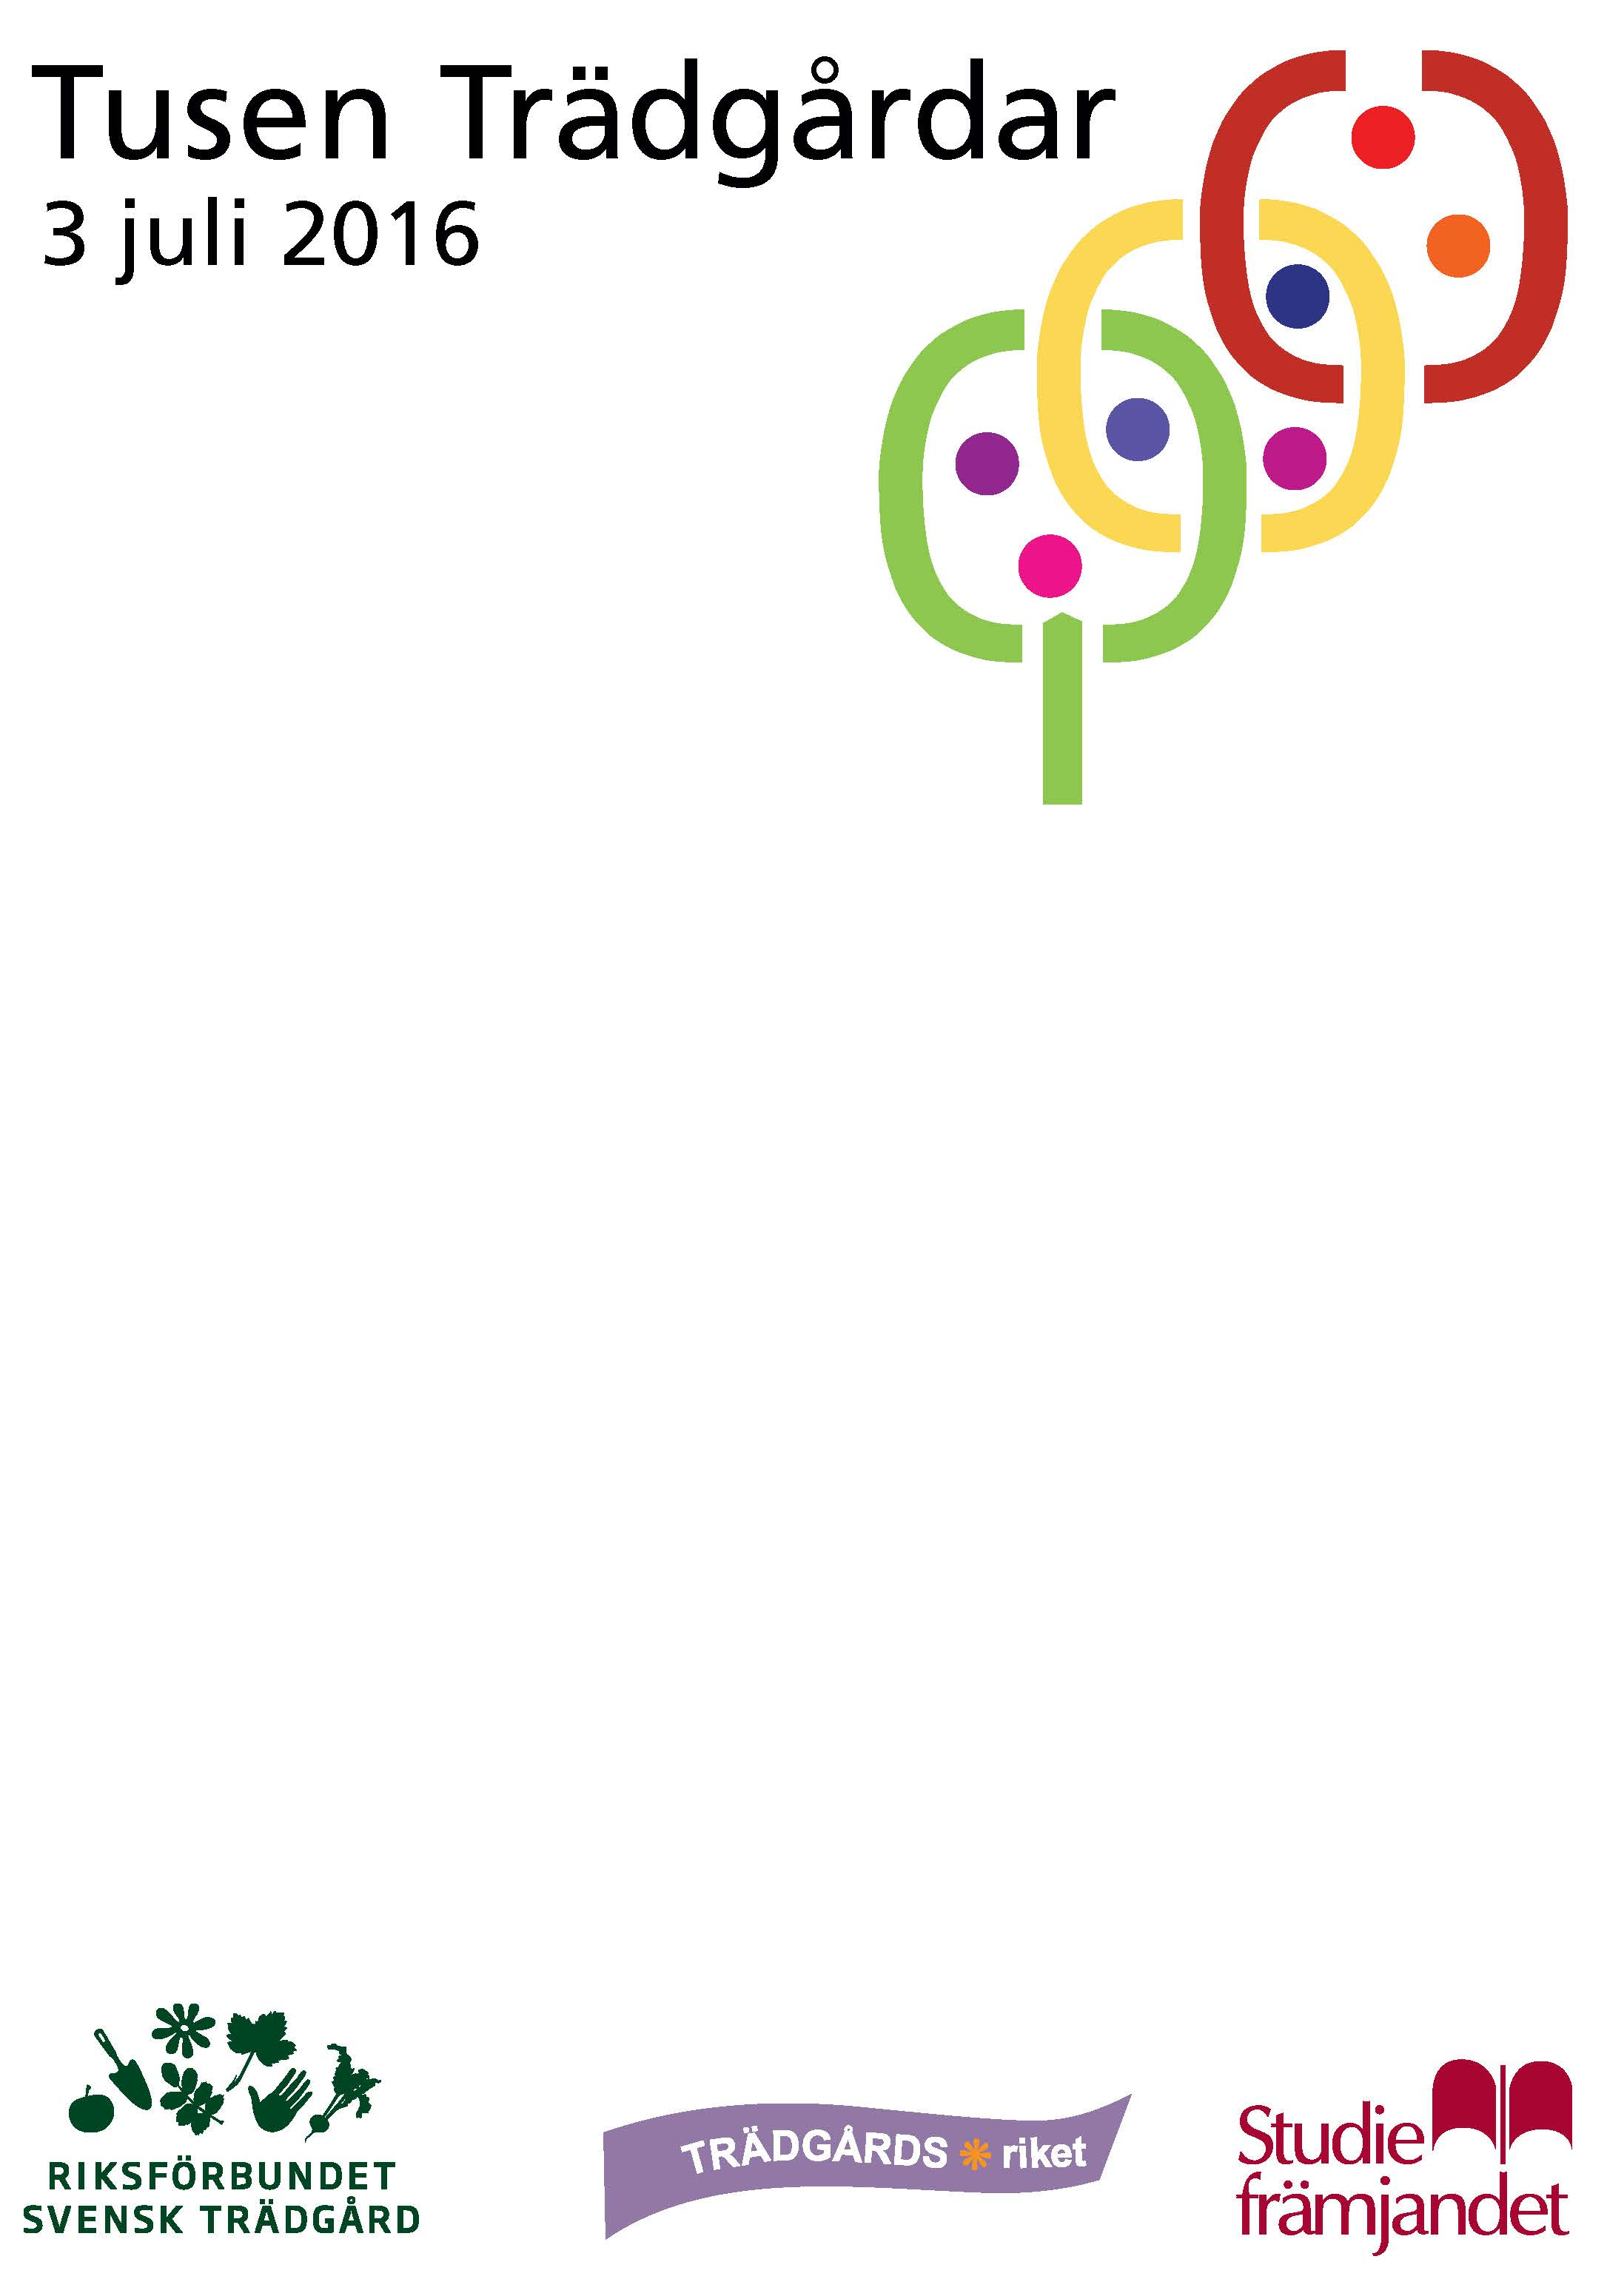 Tusen Trädgårdar
3 juli 2016
RIKSFÖRBUNDET
SVENSK TRÄDGÅRD
TRÄDGÅRDS riket
Studie
främjandet